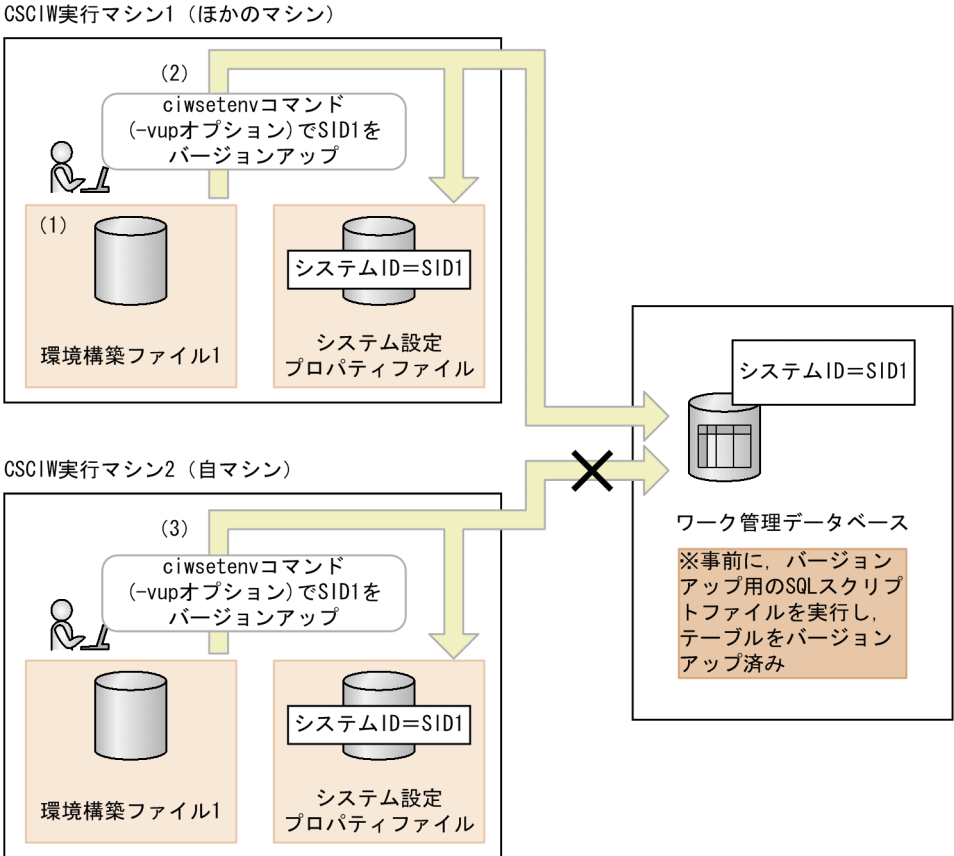 CSCIW実行マシン1（ほかのマシン）
(2)
ciwsetenvコマンド
(-vupオプション)でSID1を
バージョンアップ
(1)
環境構築ファイル1
システムID＝SID1
システム設定
プロパティファイル
システムID＝SID1
ワーク管理データベース
※事前に，バージョン
アップ用のSQLスクリプ
トファイルを実行し，
テーブルをバージョン
アップ済み
CSCIW実行マシン2（自マシン）
(3)
ciwsetenvコマンド
(-vupオプション)でSID1を
バージョンアップ
環境構築ファイル1
システムID＝SID1
システム設定
プロパティファイル